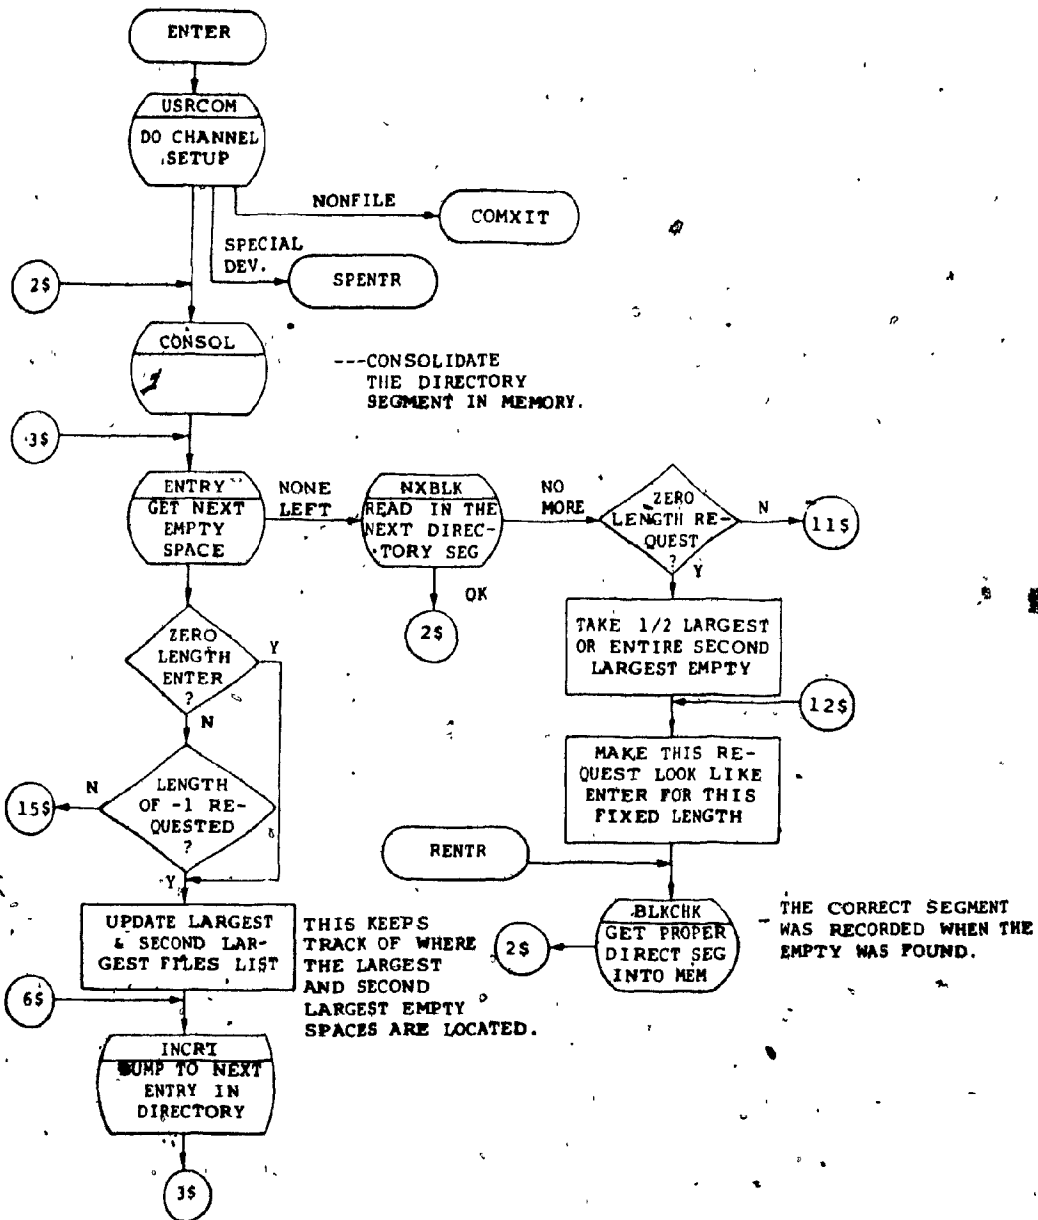 ENTER
USRCOM
DO CHANNEL
SETUP
NONFILE
COMXIT
SPECIAL
DEV.
SPENTR
2$
CONSOL
---CONSOLIDATE
THE DIRECTORY
SEGMENT IN MEMORY.
3$
ENTRY
GET NEXT
EMPTY
SPACE
NONE
LEFT
NXBLK
READ IN THE
NEXT DIREC-
TORY SEG
NO
MORE
ZERO
LENGTH RE-
QUEST
?
N
11$
Y
OK
2$
ZERO
LENGTH
ENTER
?
Y
N
TAKE 1/2 LARGEST
OR ENTIRE SECOND
LARGEST EMPTY
12$
LENGTH
OF -1 RE-
QUESTED
?
N
15$
Y
MAKE THIS RE-
QUEST LOOK LIKE
ENTER FOR THIS
FIXED LENGTH
RENTR
UPDATE LARGEST
& SECOND LAR-
GEST FILES LIST
THIS KEEPS
TRACK OF WHERE
THE LARGEST
AND SECOND
LARGEST EMPTY
SPACES ARE LOCATED.
BLKCHK
GET PROPER
DIRECT SEG
INTO MEM
2$
- THE CORRECT SEGMENT
WAS RECORDED WHEN THE
EMPTY WAS FOUND.
6$
INCR1
BUMP TO NEXT
ENTRY IN
DIRECTORY
3$